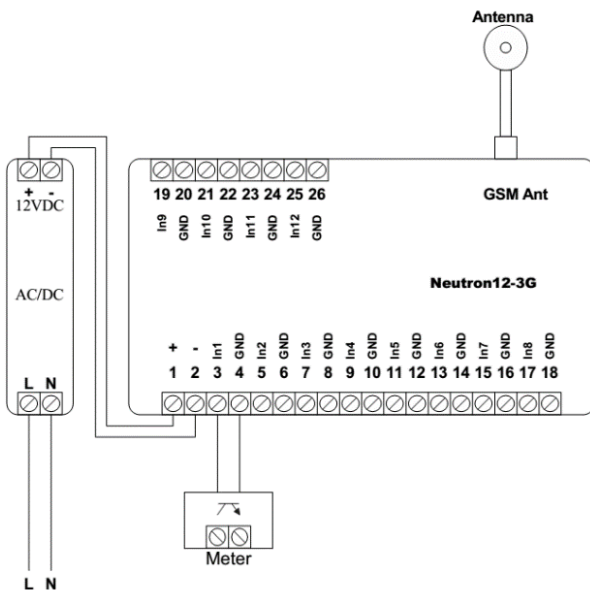 Antenna
+ -
12VDC
19 20 21 22 23 24 25 26
In9 GND In10 GND In11 GND In12 GND
GSM Ant
AC/DC
Neutron12-3G
+ - In1 GND In2 GND In3 GND In4 GND In5 GND In6 GND In7 GND In8 GND
1 2 3 4 5 6 7 8 9 10 11 12 13 14 15 16 17 18
L N
Meter
L N